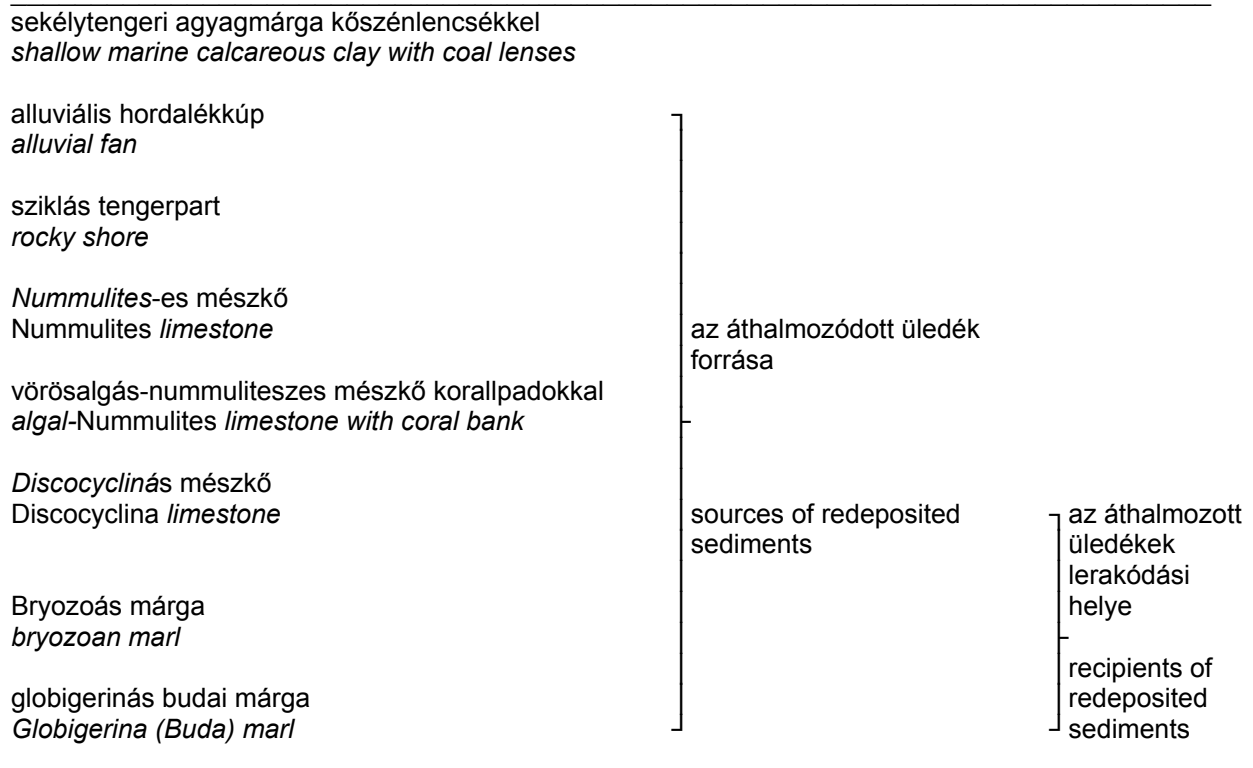 sekélytengeri agyagmárga kőszénlencsékkel
shallow marine calcareous clay with coal lenses
alluviális hordalékkúp
alluvial fan
sziklás tengerpart
rocky shore
Nummulites-es mészkő
Nummulites limestone
az áthalmozódott üledék
forrása
vörösalgás-nummuliteszes mészkő korallpadokkal
algal-Nummulites limestone with coral bank
Discocyclinás mészkő
Discocyclina limestone
sources of redeposited
sediments
az áthalmozott
üledékek
lerakódási
helye
Bryozoás márga
bryozoan marl
recipients of
redeposited
sediments
globigerinás budai márga
Globigerina (Buda) marl